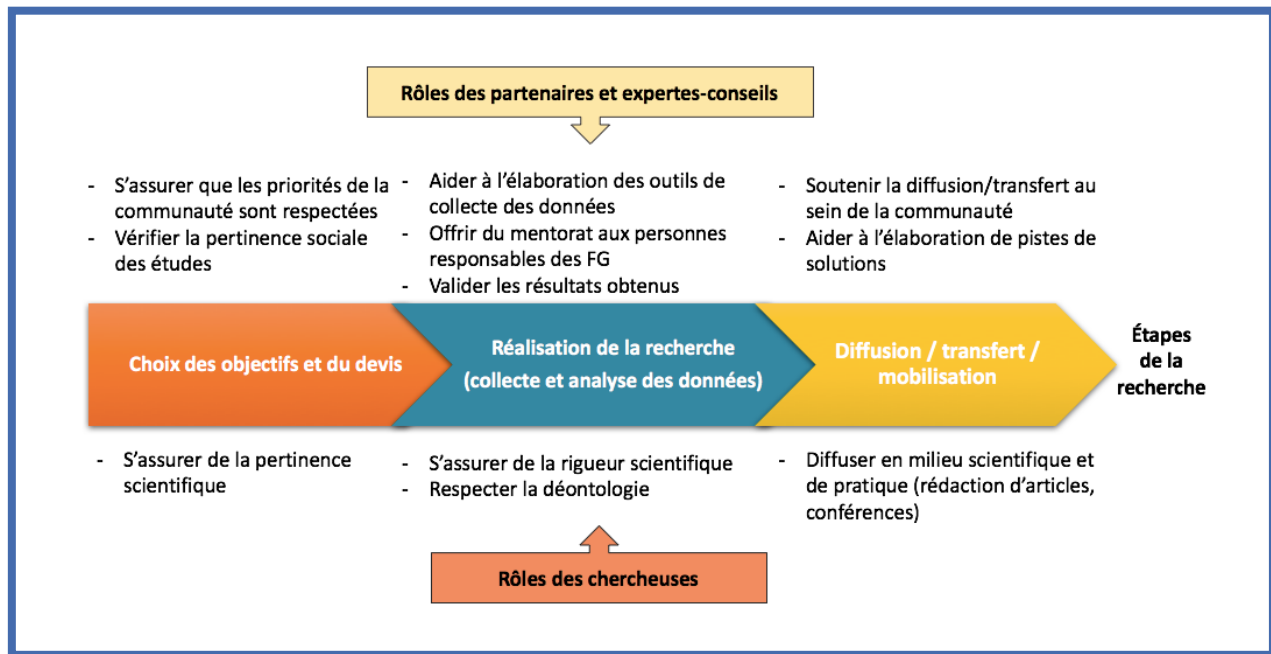 Rôles des partenaires et expertes-conseils
- S'assurer que les priorités de la
communauté sont respectées
- Vérifier la pertinence sociale
des études
- Aider à l'élaboration des outils de
collecte des données
- Offrir du mentorat aux personnes
responsables des FG
- Valider les résultats obtenus
- Soutenir la diffusion/transfert au
sein de la communauté
- Aider à l'élaboration de pistes de
solutions
Choix des objectifs et du devis
Réalisation de la recherche
(collecte et analyse des données)
Diffusion / transfert /
mobilisation
Étapes
de la
recherche
- S'assurer de la pertinence
scientifique
- S'assurer de la rigueur scientifique
- Respecter la déontologie
- Diffuser en milieu scientifique et
de pratique (rédaction d'articles,
conférences)
Rôles des chercheuses